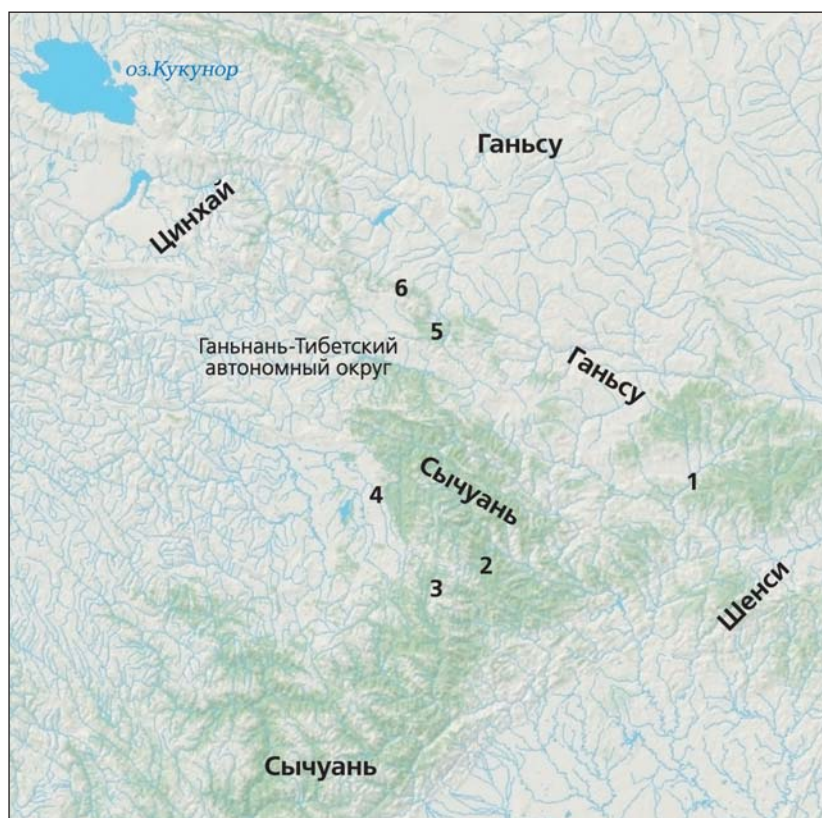 оз.Кукунор
Ганьсу
Цинхай
6
5
Ганьнань-Тибетский
автономный округ
Ганьсу
Сычуань
1
4
2
3
Шенси
Сычуань